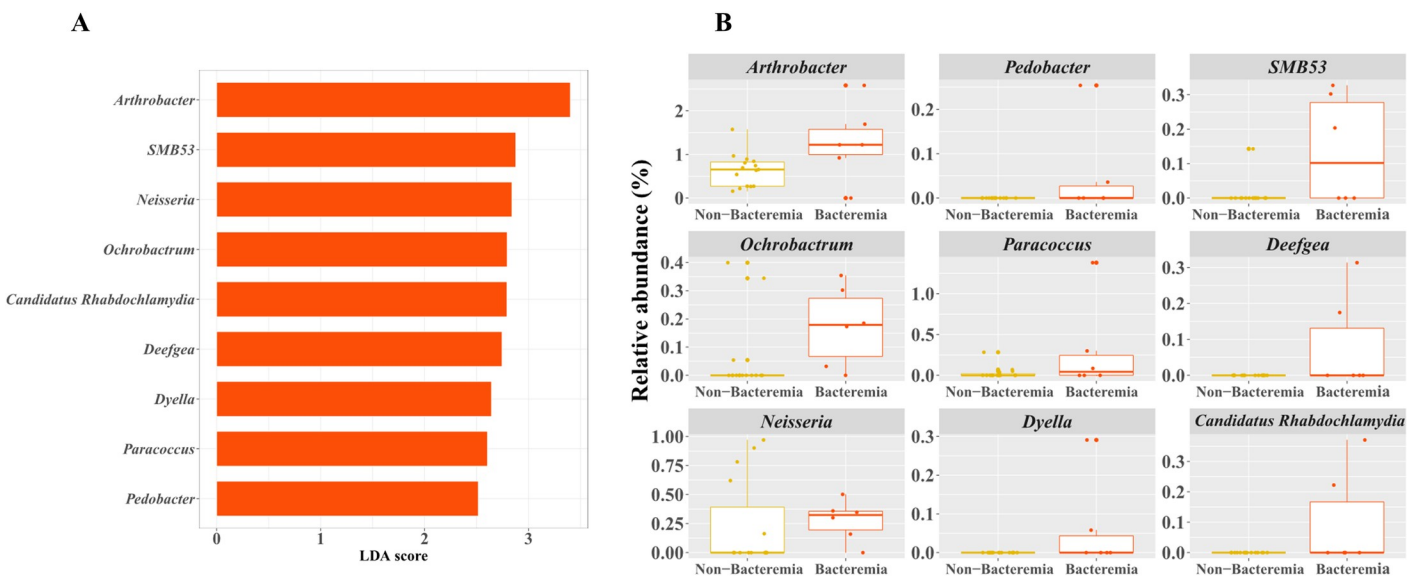 A
Arthrobacter
SMB53
Neisseria
Ochrobactrum
Candidatus Rhabdochlamydia
Deefgea
Dyella
Paracoccus
Pedobacter
0 1 2 3
LDA score
B
Relative abundance (%)
Arthrobacter
2
1
0
Non-Bacteremia Bacteremia
Pedobacter
0.2
0.1
0.0
Non-Bacteremia Bacteremia
SMB53
0.3
0.2
0.1
0.0
Non-Bacteremia Bacteremia
Ochrobactrum
0.4
0.3
0.2
0.1
0.0
Non-Bacteremia Bacteremia
Paracoccus
1.0
0.5
0.0
Non-Bacteremia Bacteremia
Deefgea
0.3
0.2
0.1
0.0
Non-Bacteremia Bacteremia
Neisseria
1.00
0.75
0.50
0.25
0.00
Non-Bacteremia Bacteremia
Dyella
0.3
0.2
0.1
0.0
Non-Bacteremia Bacteremia
Candidatus Rhabdochlamydia
0.3
0.2
0.1
0.0
Non-Bacteremia Bacteremia